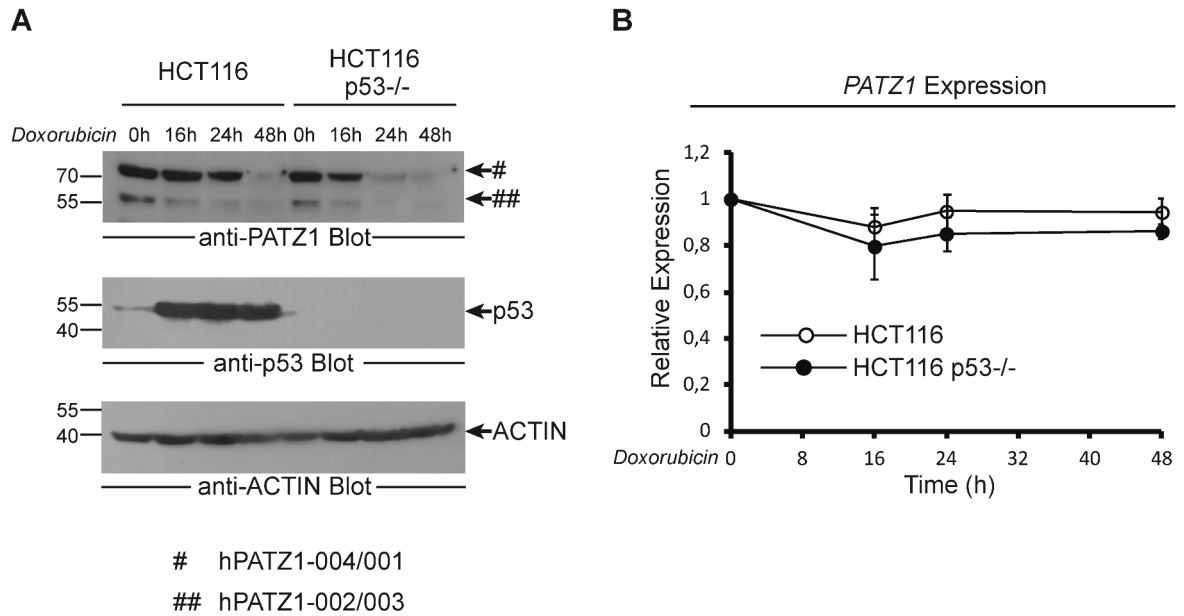 A
HCT116
HCT116
p53-/-
Doxorubicin 0h 16h 24h 48h 0h 16h 24h 48h
70
#
55
##
anti-PATZ1 Blot
55
p53
40
anti-p53 Blot
55
40
ACTIN
anti-ACTIN Blot
# hPATZ1-004/001
## hPATZ1-002/003
B
PATZ1 Expression
Relative Expression
1,2
1
0,8
0,6
0,4
0,2
0
HCT116
HCT116 p53-/-
Doxorubicin 0 8 16 24 32 40 48
Time (h)